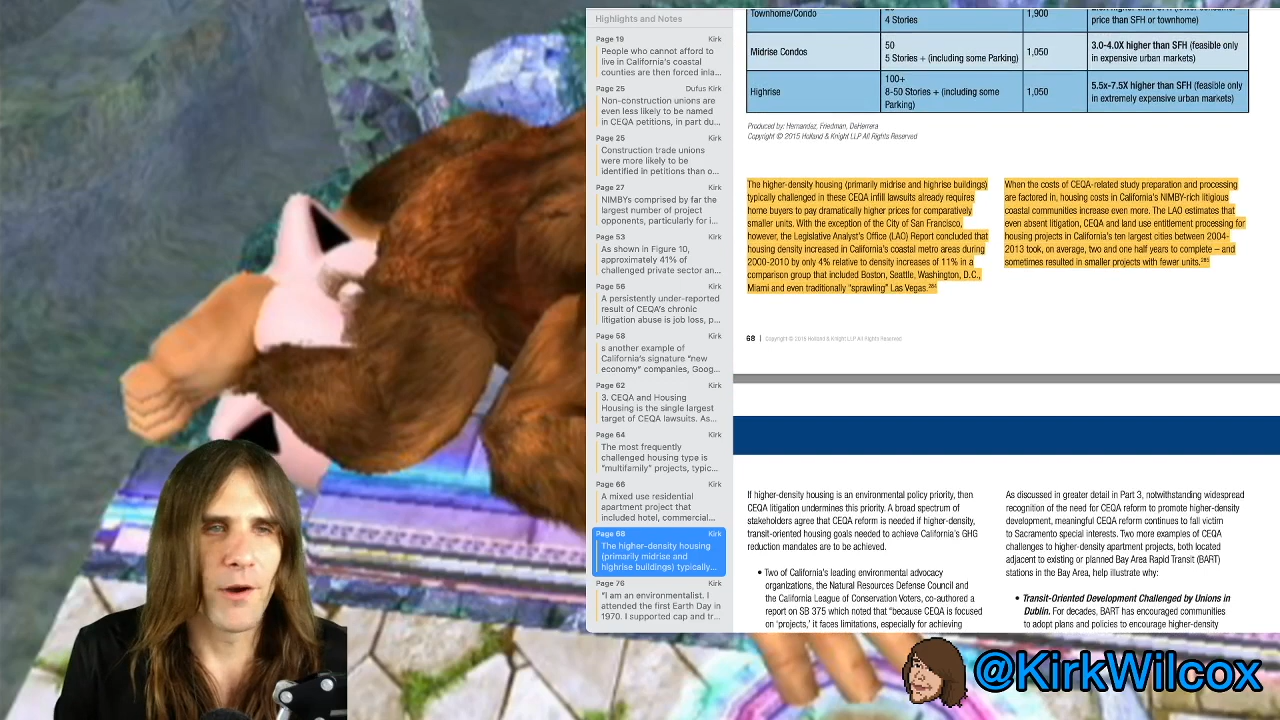 Highlights and Notes
Page 19 Kirk
People who cannot afford to
live in California's coastal
counties are then forced inla...
Page 25 Dufus Kirk
Non-construction unions are
even less likely to be named
in CEQA petitions, in part du...
Page 25 Kirk
Construction trade unions
were more likely to be
identified in petitions than o...
Page 27 Kirk
NIMBYs comprised by far the
largest number of project
opponents, particularly for i...
Page 53 Kirk
As shown in Figure 10,
approximately 41% of
challenged private sector an...
Page 56 Kirk
A persistently under-reported
result of CEQA's chronic
litigation abuse is job loss, p...
Page 58 Kirk
s another example of
California's signature "new
economy" companies, Goog...
Page 62 Kirk
3. CEQA and Housing
Housing is the single largest
target of CEQA lawsuits. As...
Page 64 Kirk
The most frequently
challenged housing type is
"multifamily" projects, typic...
Page 66 Kirk
A mixed use residential
apartment project that
included hotel, commercial...
Page 68 Kirk
The higher-density housing
(primarily midrise and
highrise buildings) typically...
Page 76 Kirk
"I am an environmentalist. I
attended the first Earth Day in
1970. I supported cap and tr...
Townhome/Condo
4 Stories
1,900
price than SFH or townhome)
Midrise Condos
50
5 Stories + (including some Parking)
1,050
3.0-4.0X higher than SFH (feasible only
in expensive urban markets)
Highrise
100+
8-50 Stories + (including some
Parking)
1,050
5.5x-7.5X higher than SFH (feasible only
in extremely expensive urban markets)
Produced by: Hernandez, Friedman, DeHerrera
Copyright © 2015 Holland & Knight LLP All Rights Reserved
The higher-density housing (primarily midrise and highrise buildings)
typically challenged in these CEQA infill lawsuits already requires
home buyers to pay dramatically higher prices for comparatively
smaller units. With the exception of the City of San Francisco,
however, the Legislative Analyst's Office (LAO) Report concluded that
housing density increased in California's coastal metro areas during
2000-2010 by only 4% relative to density increases of 11% in a
comparison group that included Boston, Seattle, Washington, D.C.,
Miami and even traditionally "sprawling" Las Vegas.284
When the costs of CEQA-related study preparation and processing
are factored in, housing costs in California's NIMBY-rich litigious
coastal communities increase even more. The LAO estimates that
even absent litigation, CEQA and land use entitlement processing for
housing projects in California's ten largest cities between 2004-
2013 took, on average, two and one half years to complete – and
sometimes resulted in smaller projects with fewer units.285
68 | Copyright © 2015 Holland & Knight LLP All Rights Reserved
If higher-density housing is an environmental policy priority, then
CEQA litigation undermines this priority. A broad spectrum of
stakeholders agree that CEQA reform is needed if higher-density,
transit-oriented housing goals needed to achieve California's GHG
reduction mandates are to be achieved.
• Two of California's leading environmental advocacy
organizations, the Natural Resources Defense Council and
the California League of Conservation Voters, co-authored a
report on SB 375 which noted that "because CEQA is focused
on 'projects,' it faces limitations, especially for achieving
As discussed in greater detail in Part 3, notwithstanding widespread
recognition of the need for CEQA reform to promote higher-density
development, meaningful CEQA reform continues to fall victim
to Sacramento special interests. Two more examples of CEQA
challenges to higher-density apartment projects, both located
adjacent to existing or planned Bay Area Rapid Transit (BART)
stations in the Bay Area, help illustrate why:
• Transit-Oriented Development Challenged by Unions in
Dublin. For decades, BART has encouraged communities
to adopt plans and policies to encourage higher-density
@KirkWilcox